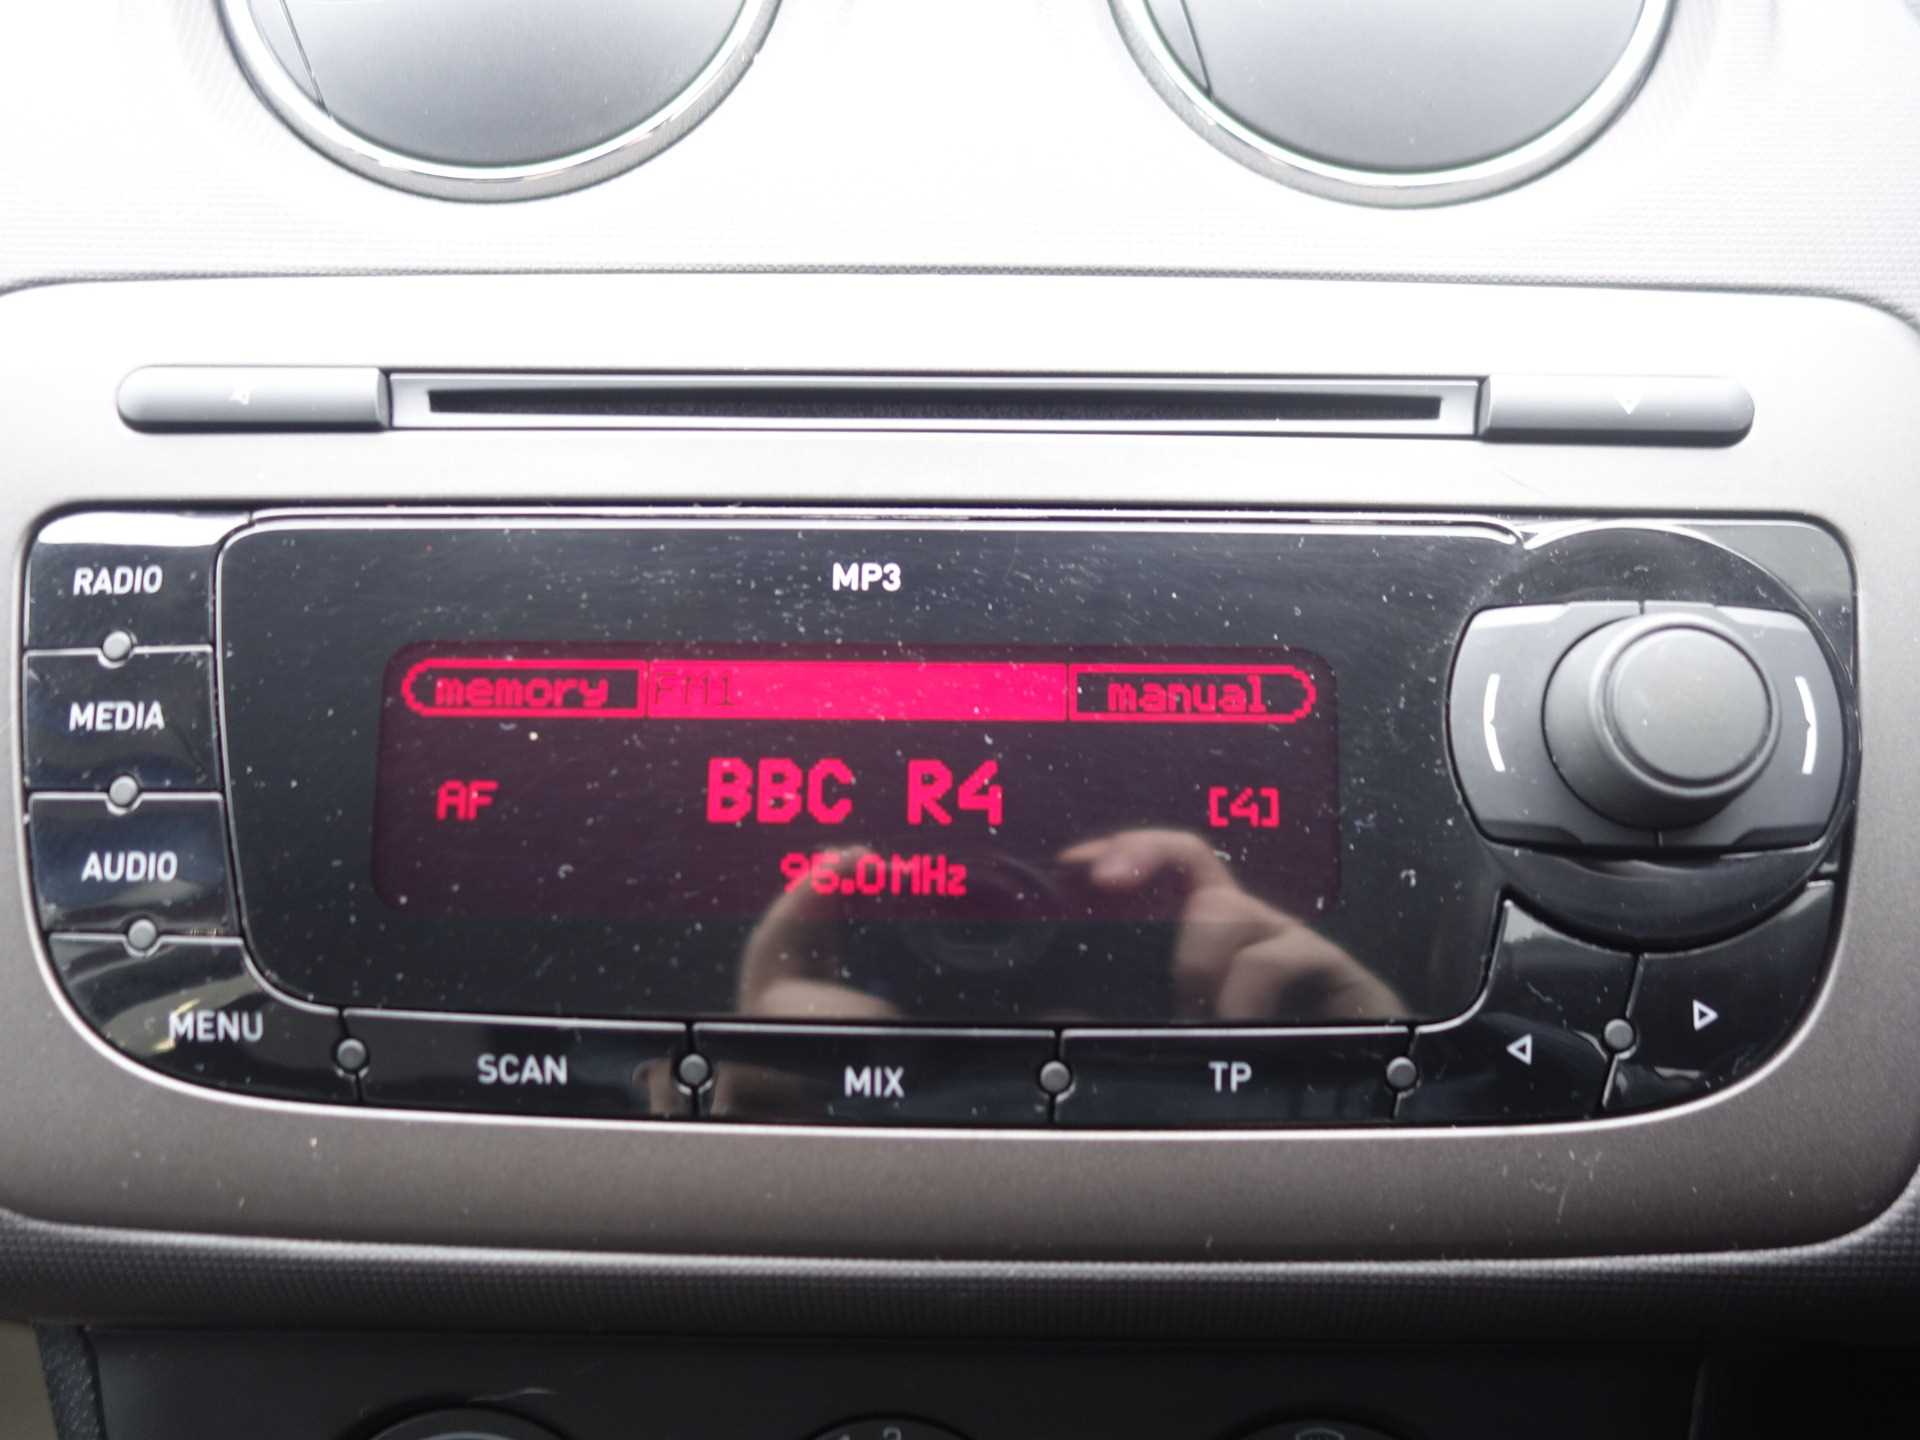 RADIO
MP3
memory FM1 manual
MEDIA
AF BBC R4 [4]
95.0MHz
AUDIO
MENU
SCAN
MIX
TP